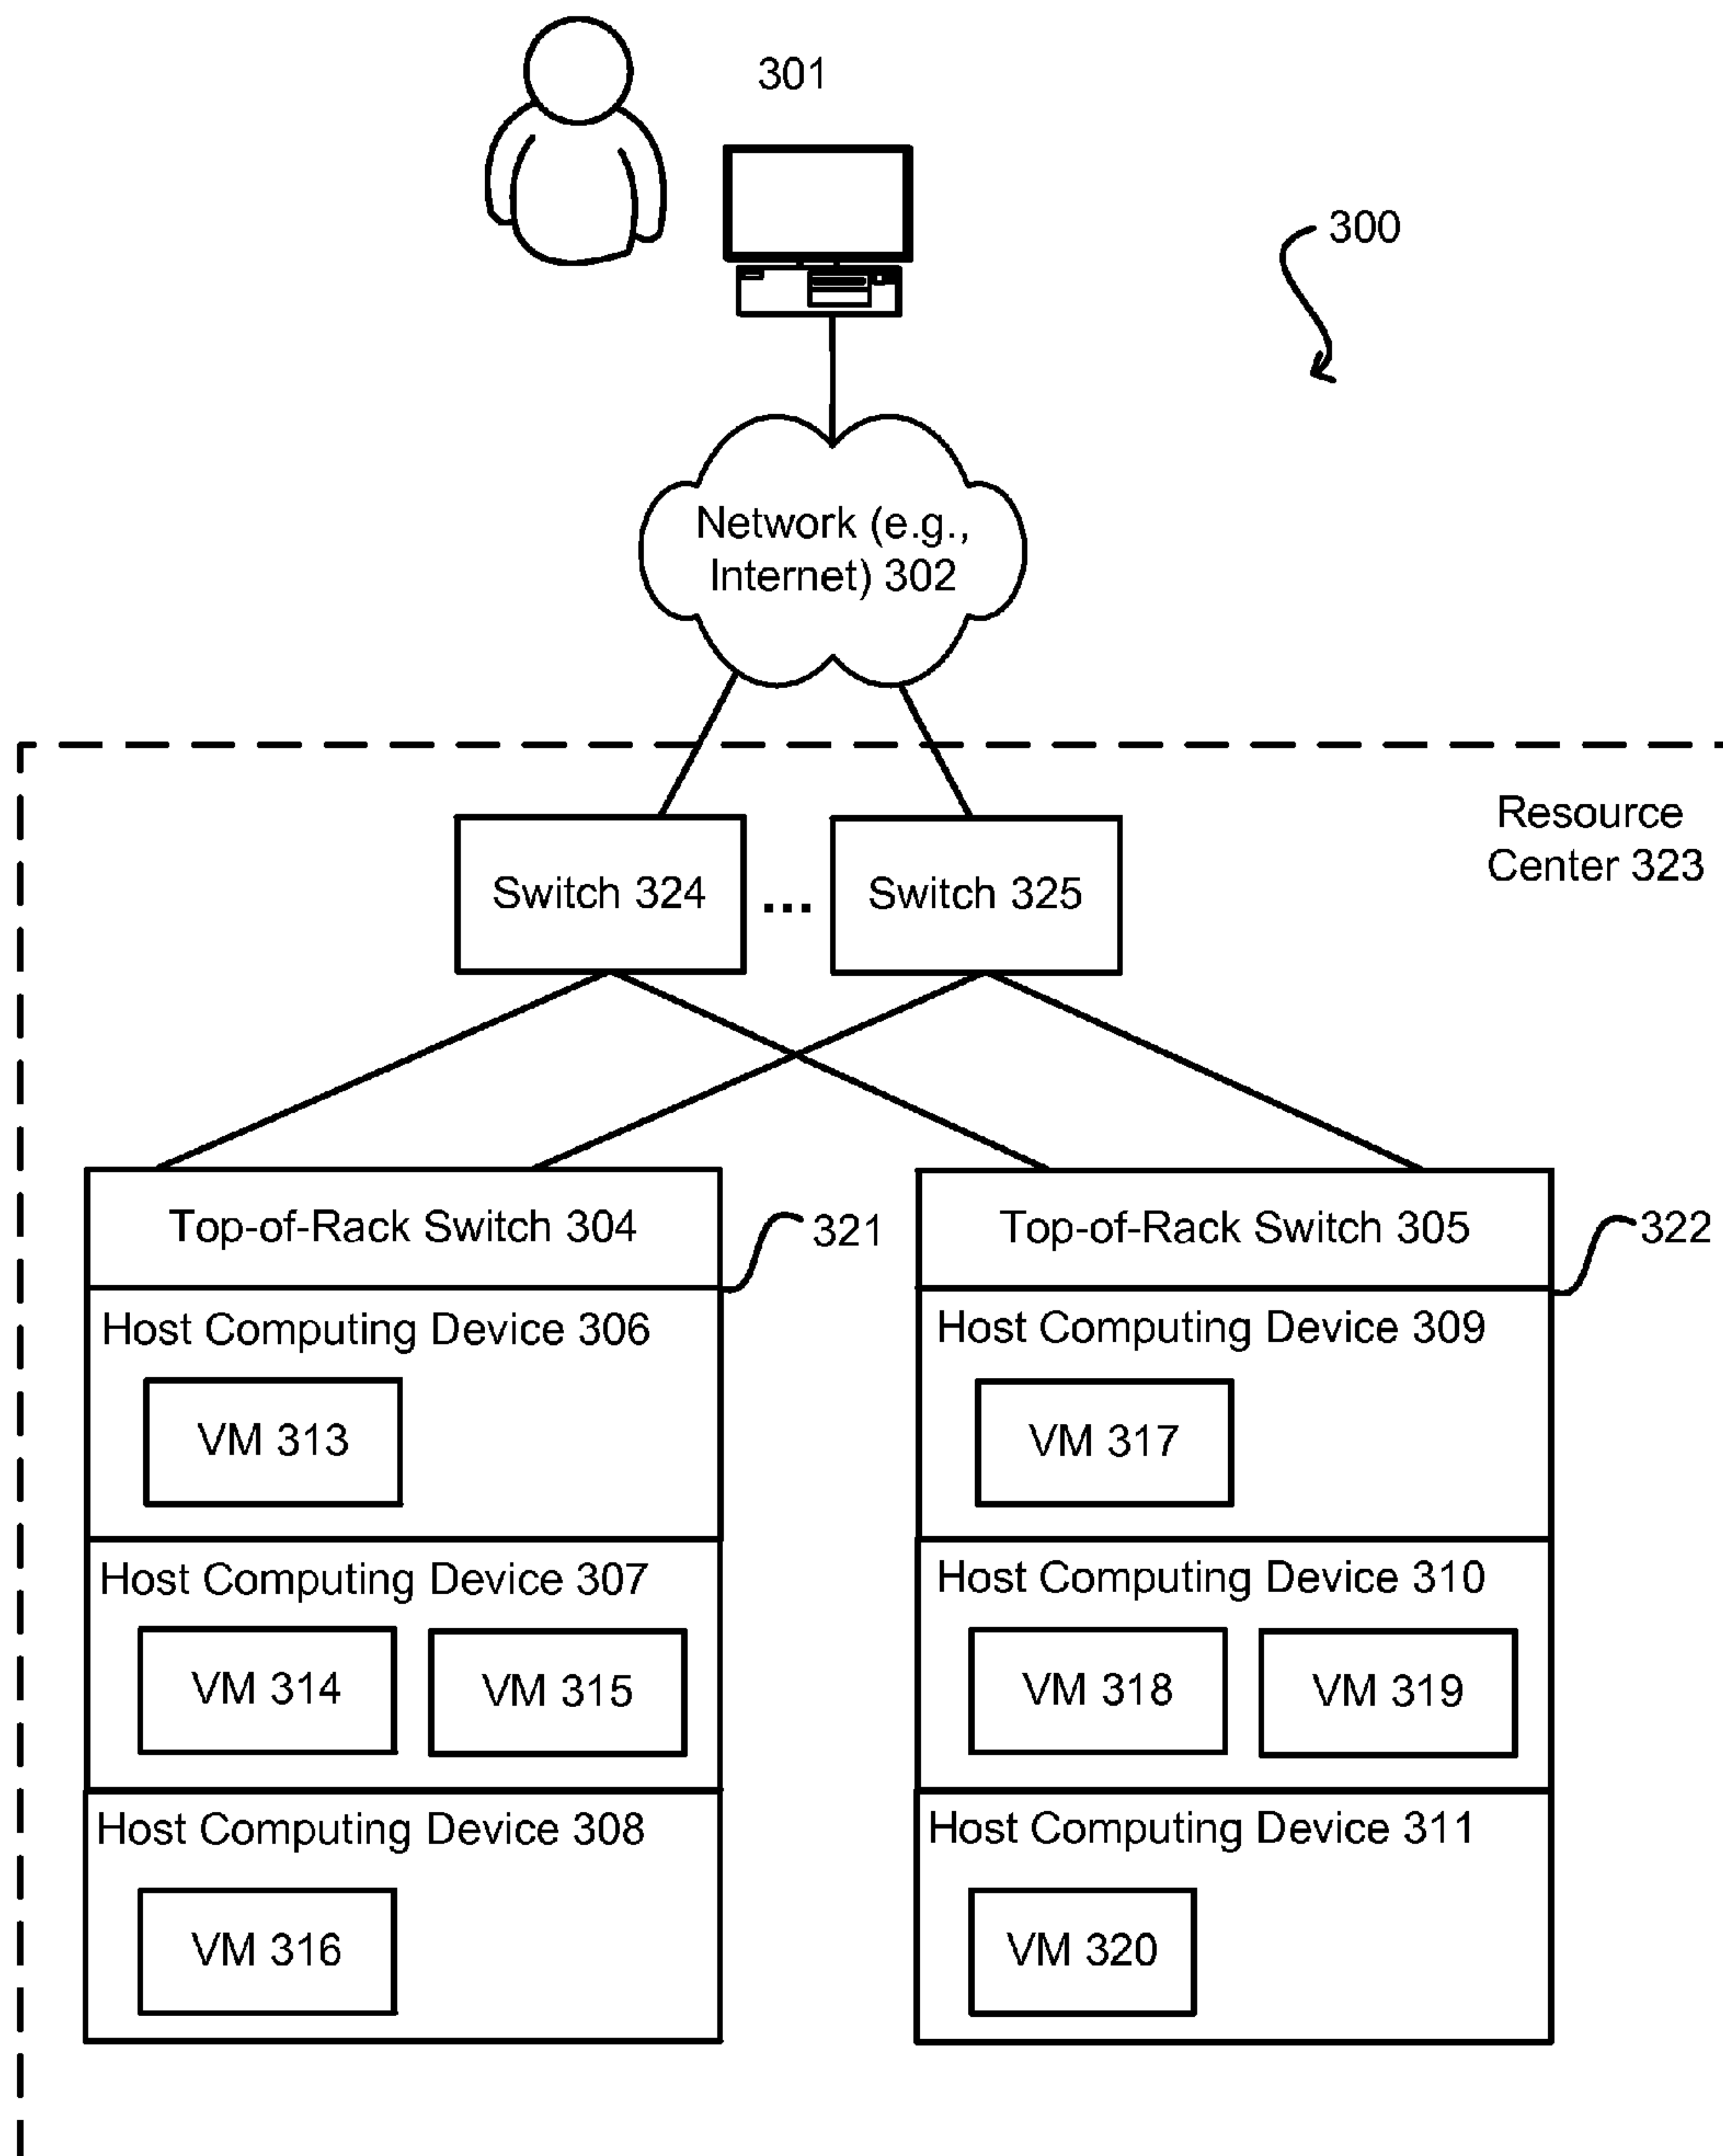 301
300
Network (e.g.,
Internet) 302
Resource
Center 323
Switch 324
...
Switch 325
Top-of-Rack Switch 304
321
Host Computing Device 306
VM 313
Host Computing Device 307
VM 314
VM 315
Host Computing Device 308
VM 316
Top-of-Rack Switch 305
322
Host Computing Device 309
VM 317
Host Computing Device 310
VM 318
VM 319
Host Computing Device 311
VM 320